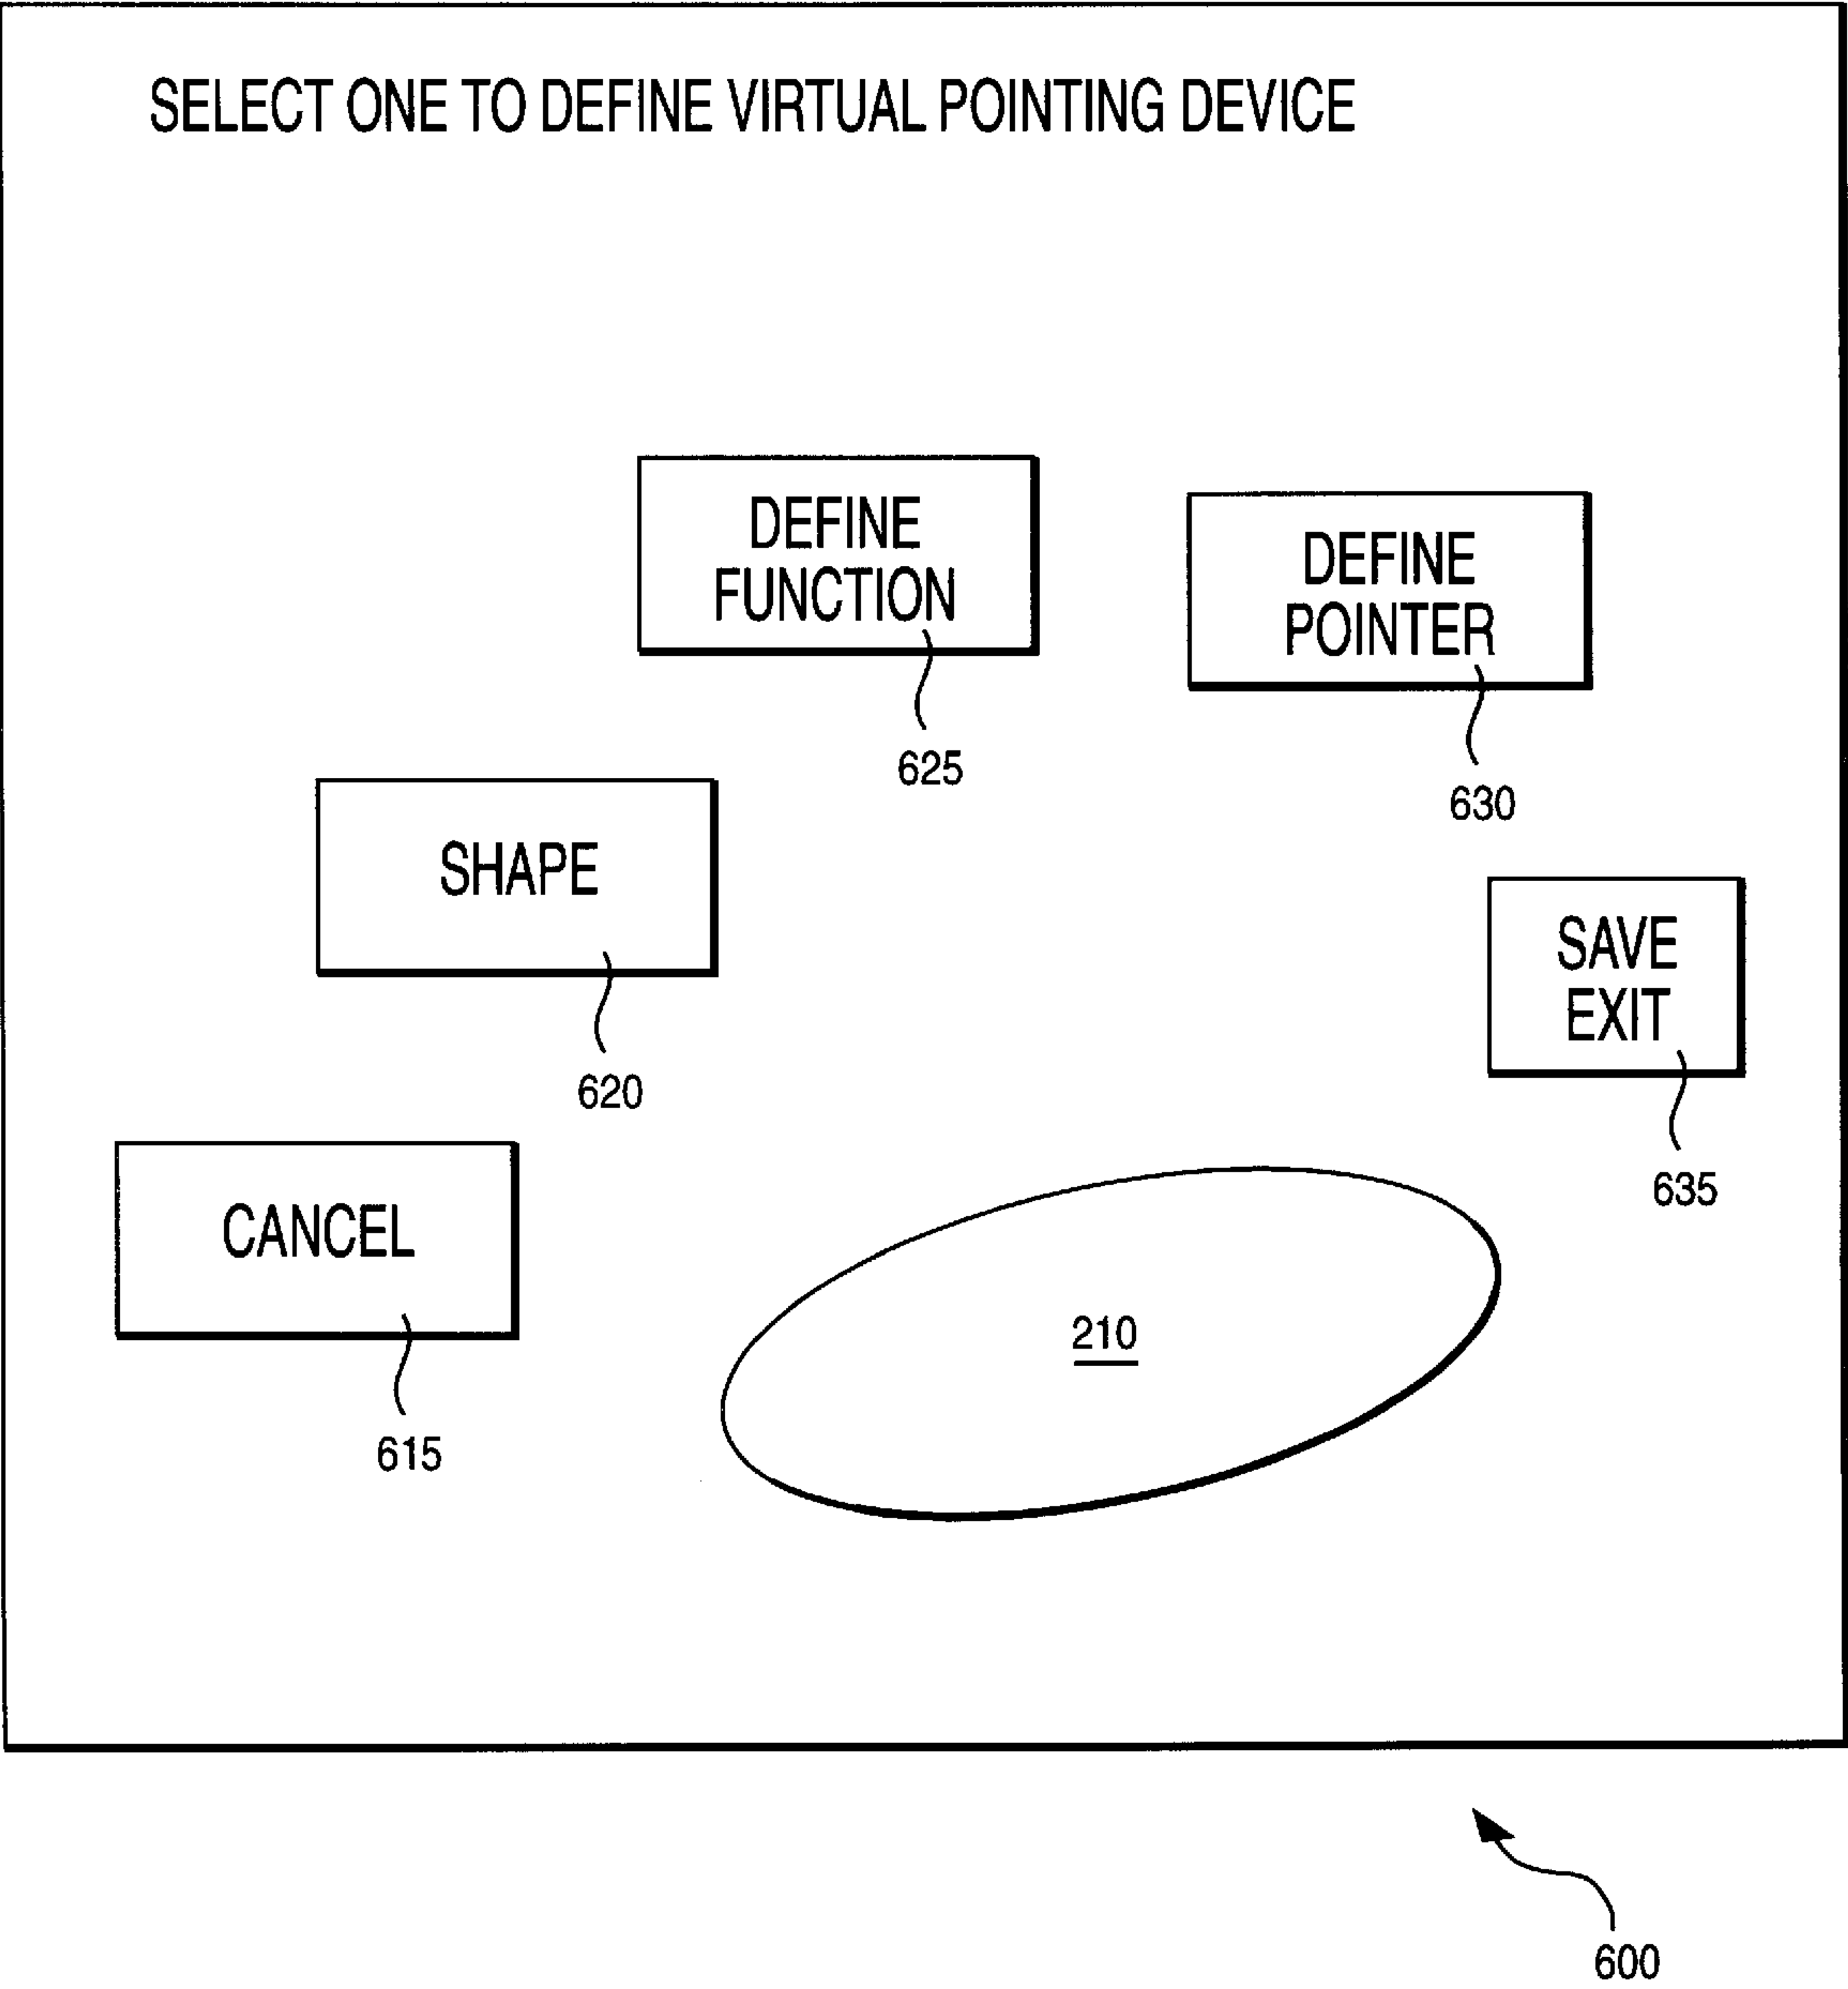 SELECT ONE TO DEFINE VIRTUAL POINTING DEVICE
DEFINE
FUNCTION
625
DEFINE
POINTER
630
SHAPE
620
SAVE
EXIT
635
CANCEL
615
210
600